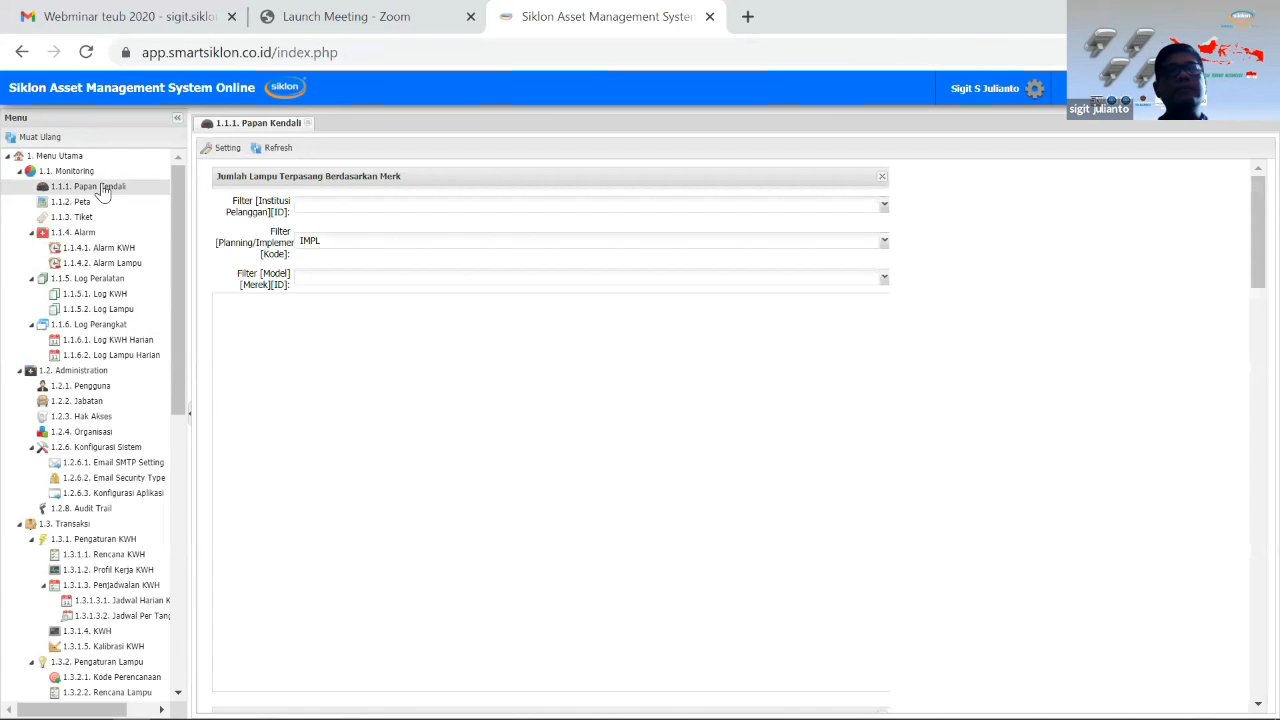 Webminar teub 2020 - sigit.siklon
Launch Meeting - Zoom
Siklon Asset Management System
app.smartsiklon.co.id/index.php
Siklon Asset Management System Online
siklon
Sigit S Julianto
siklon
sigit julianto
Menu
Muat Ulang
1. Menu Utama
1.1. Monitoring
1.1.1. Papan Kendali
1.1.2. Peta
1.1.3. Tiket
1.1.4. Alarm
1.1.4.1. Alarm KWH
1.1.4.2. Alarm Lampu
1.1.5. Log Peralatan
1.1.5.1. Log KWH
1.1.5.2. Log Lampu
1.1.6. Log Perangkat
1.1.6.1. Log KWH Harian
1.1.6.2. Log Lampu Harian
1.2. Administration
1.2.1. Pengguna
1.2.2. Jabatan
1.2.3. Hak Akses
1.2.4. Organisasi
1.2.6. Konfigurasi Sistem
1.2.6.1. Email SMTP Setting
1.2.6.2. Email Security Type
1.2.6.3. Konfigurasi Aplikasi
1.2.8. Audit Trail
1.3. Transaksi
1.3.1. Pengaturan KWH
1.3.1.1. Rencana KWH
1.3.1.2. Profil Kerja KWH
1.3.1.3. Penjadwalan KWH
1.3.1.3.1. Jadwal Harian K
1.3.1.3.2. Jadwal Per Tang
1.3.1.4. KWH
1.3.1.5. Kalibrasi KWH
1.3.2. Pengaturan Lampu
1.3.2.1. Kode Perencanaan
1.3.2.2. Rencana Lampu
1.1.1. Papan Kendali
Setting
Refresh
Jumlah Lampu Terpasang Berdasarkan Merk
Filter [Institusi
Pelanggan][ID]:
Filter
[Planning/Implemen
[Kode]:
IMPL
Filter [Model]
[Merek][ID]: